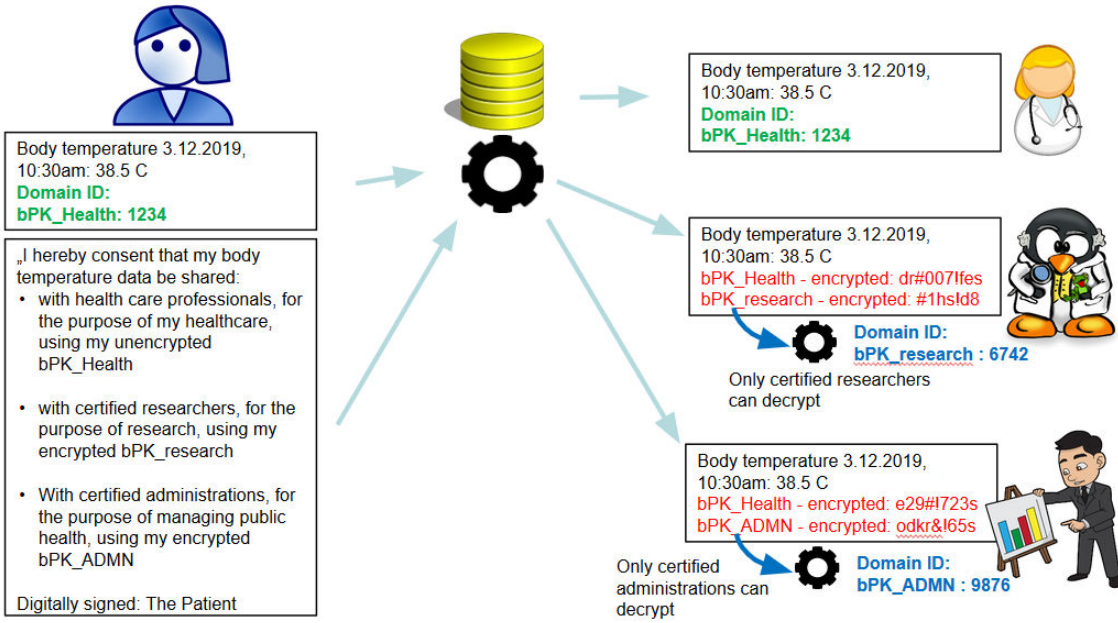 Body temperature 3.12.2019,
10:30am: 38.5 C
Domain ID:
bPK_Health: 1234
„I hereby consent that my body
temperature data be shared:
• with health care professionals, for
the purpose of my healthcare,
using my unencrypted
bPK_Health
• with certified researchers, for the
purpose of research, using my
encrypted bPK_research
• With certified administrations, for
the purpose of managing public
health, using my encrypted
bPK_ADMN
Digitally signed: The Patient
Body temperature 3.12.2019,
10:30am: 38.5 C
Domain ID:
bPK_Health: 1234
Body temperature 3.12.2019,
10:30am: 38.5 C
bPK_Health - encrypted: dr#007!fes
bPK_research - encrypted: #1hs!d8
Domain ID:
bPK_research : 6742
Only certified researchers
can decrypt
Body temperature 3.12.2019,
10:30am: 38.5 C
bPK_Health - encrypted: e29#!723s
bPK_ADMN - encrypted: odkr&!65s
Only certified
administrations can
decrypt
Domain ID:
bPK_ADMN : 9876